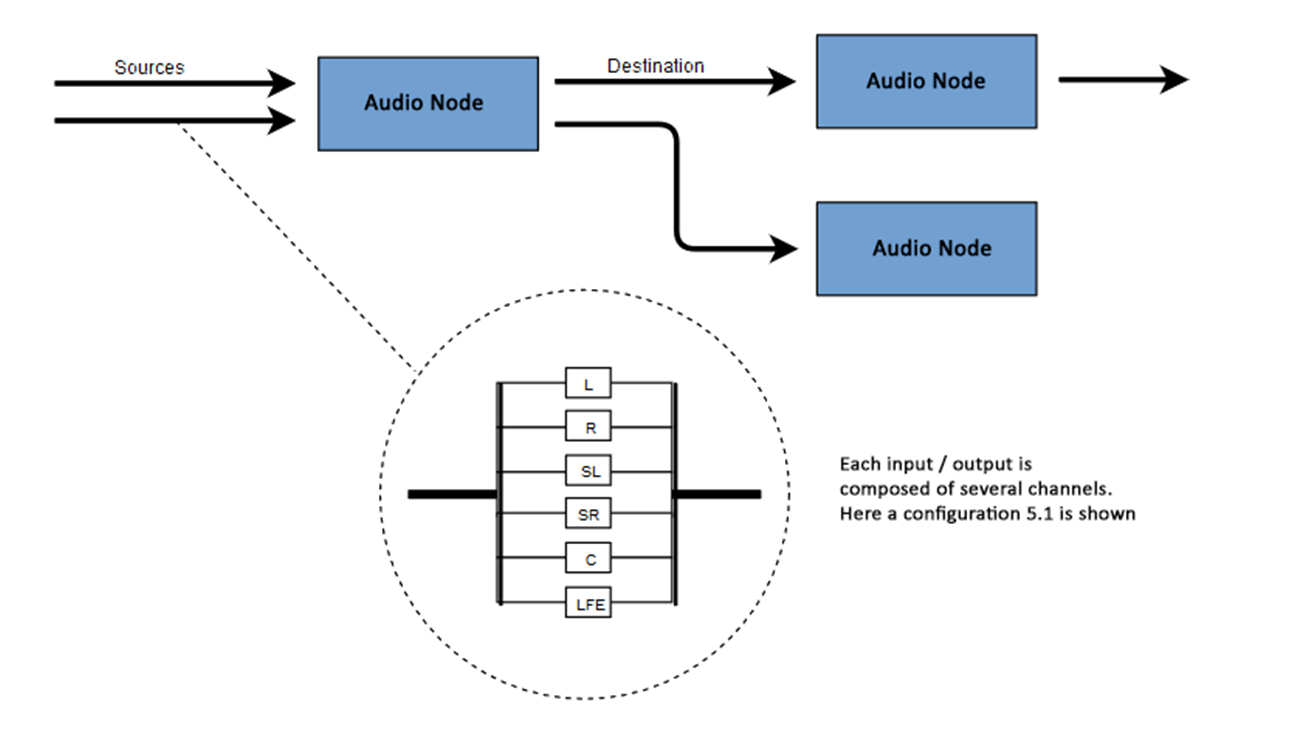 Sources
Audio Node
Destination
Audio Node
Audio Node
L
R
SL
SR
C
LFE
Each input / output is
composed of several channels.
Here a configuration 5.1 is shown